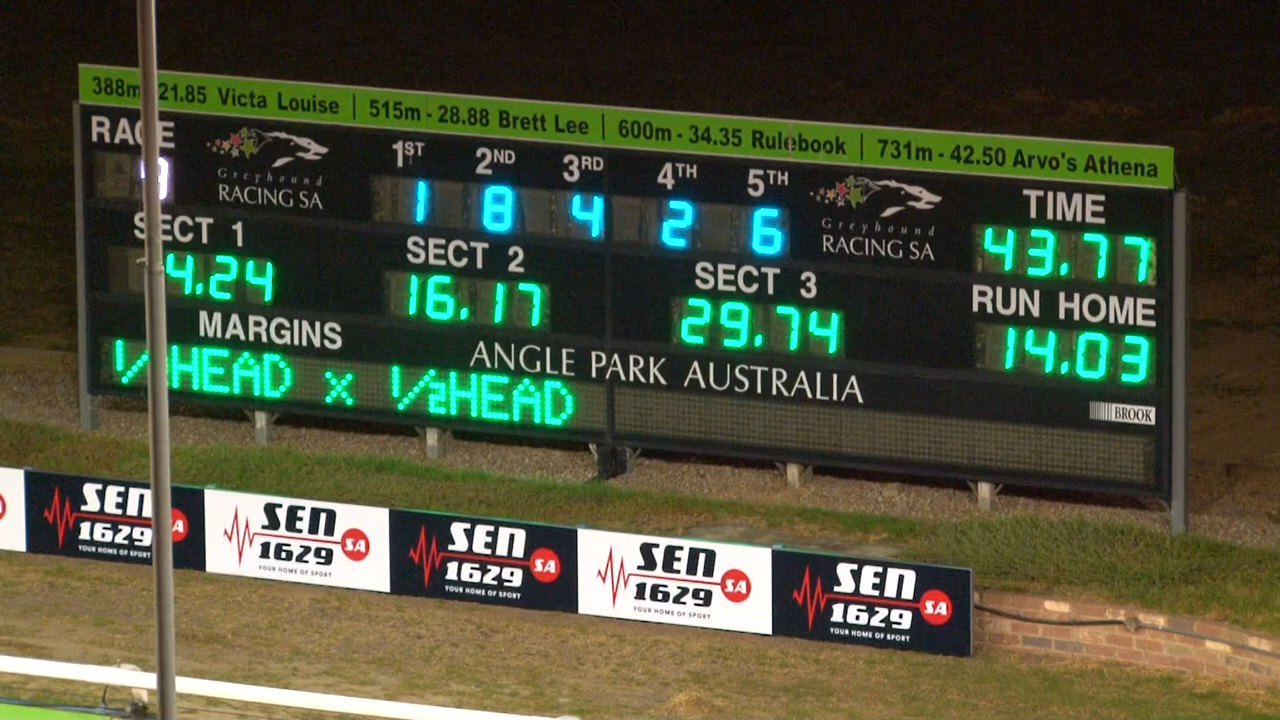 388m 21.85 Victa Louise | 515m - 28.88 Brett Lee | 600m - 34.35 Rulebook | 731m - 42.50 Arvo's Athena
RACE
Greyhound
RACING SA
1ST 2ND 3RD 4TH 5TH
1 8 4 2 6
Greyhound
RACING SA
TIME
43.77
SECT 1
4.24
SECT 2
16.17
SECT 3
29.74
RUN HOME
14.03
MARGINS
HEAD x 1/2HEAD
ANGLE PARK AUSTRALIA
BROOK
SEN
1629
SA
YOUR HOME OF SPORT
SEN
1629
SA
YOUR HOME OF SPORT
SEN
1629
SA
YOUR HOME OF SPORT
SEN
1629
SA
YOUR HOME OF SPORT
SEN
1629
SA
YOUR HOME OF SPORT